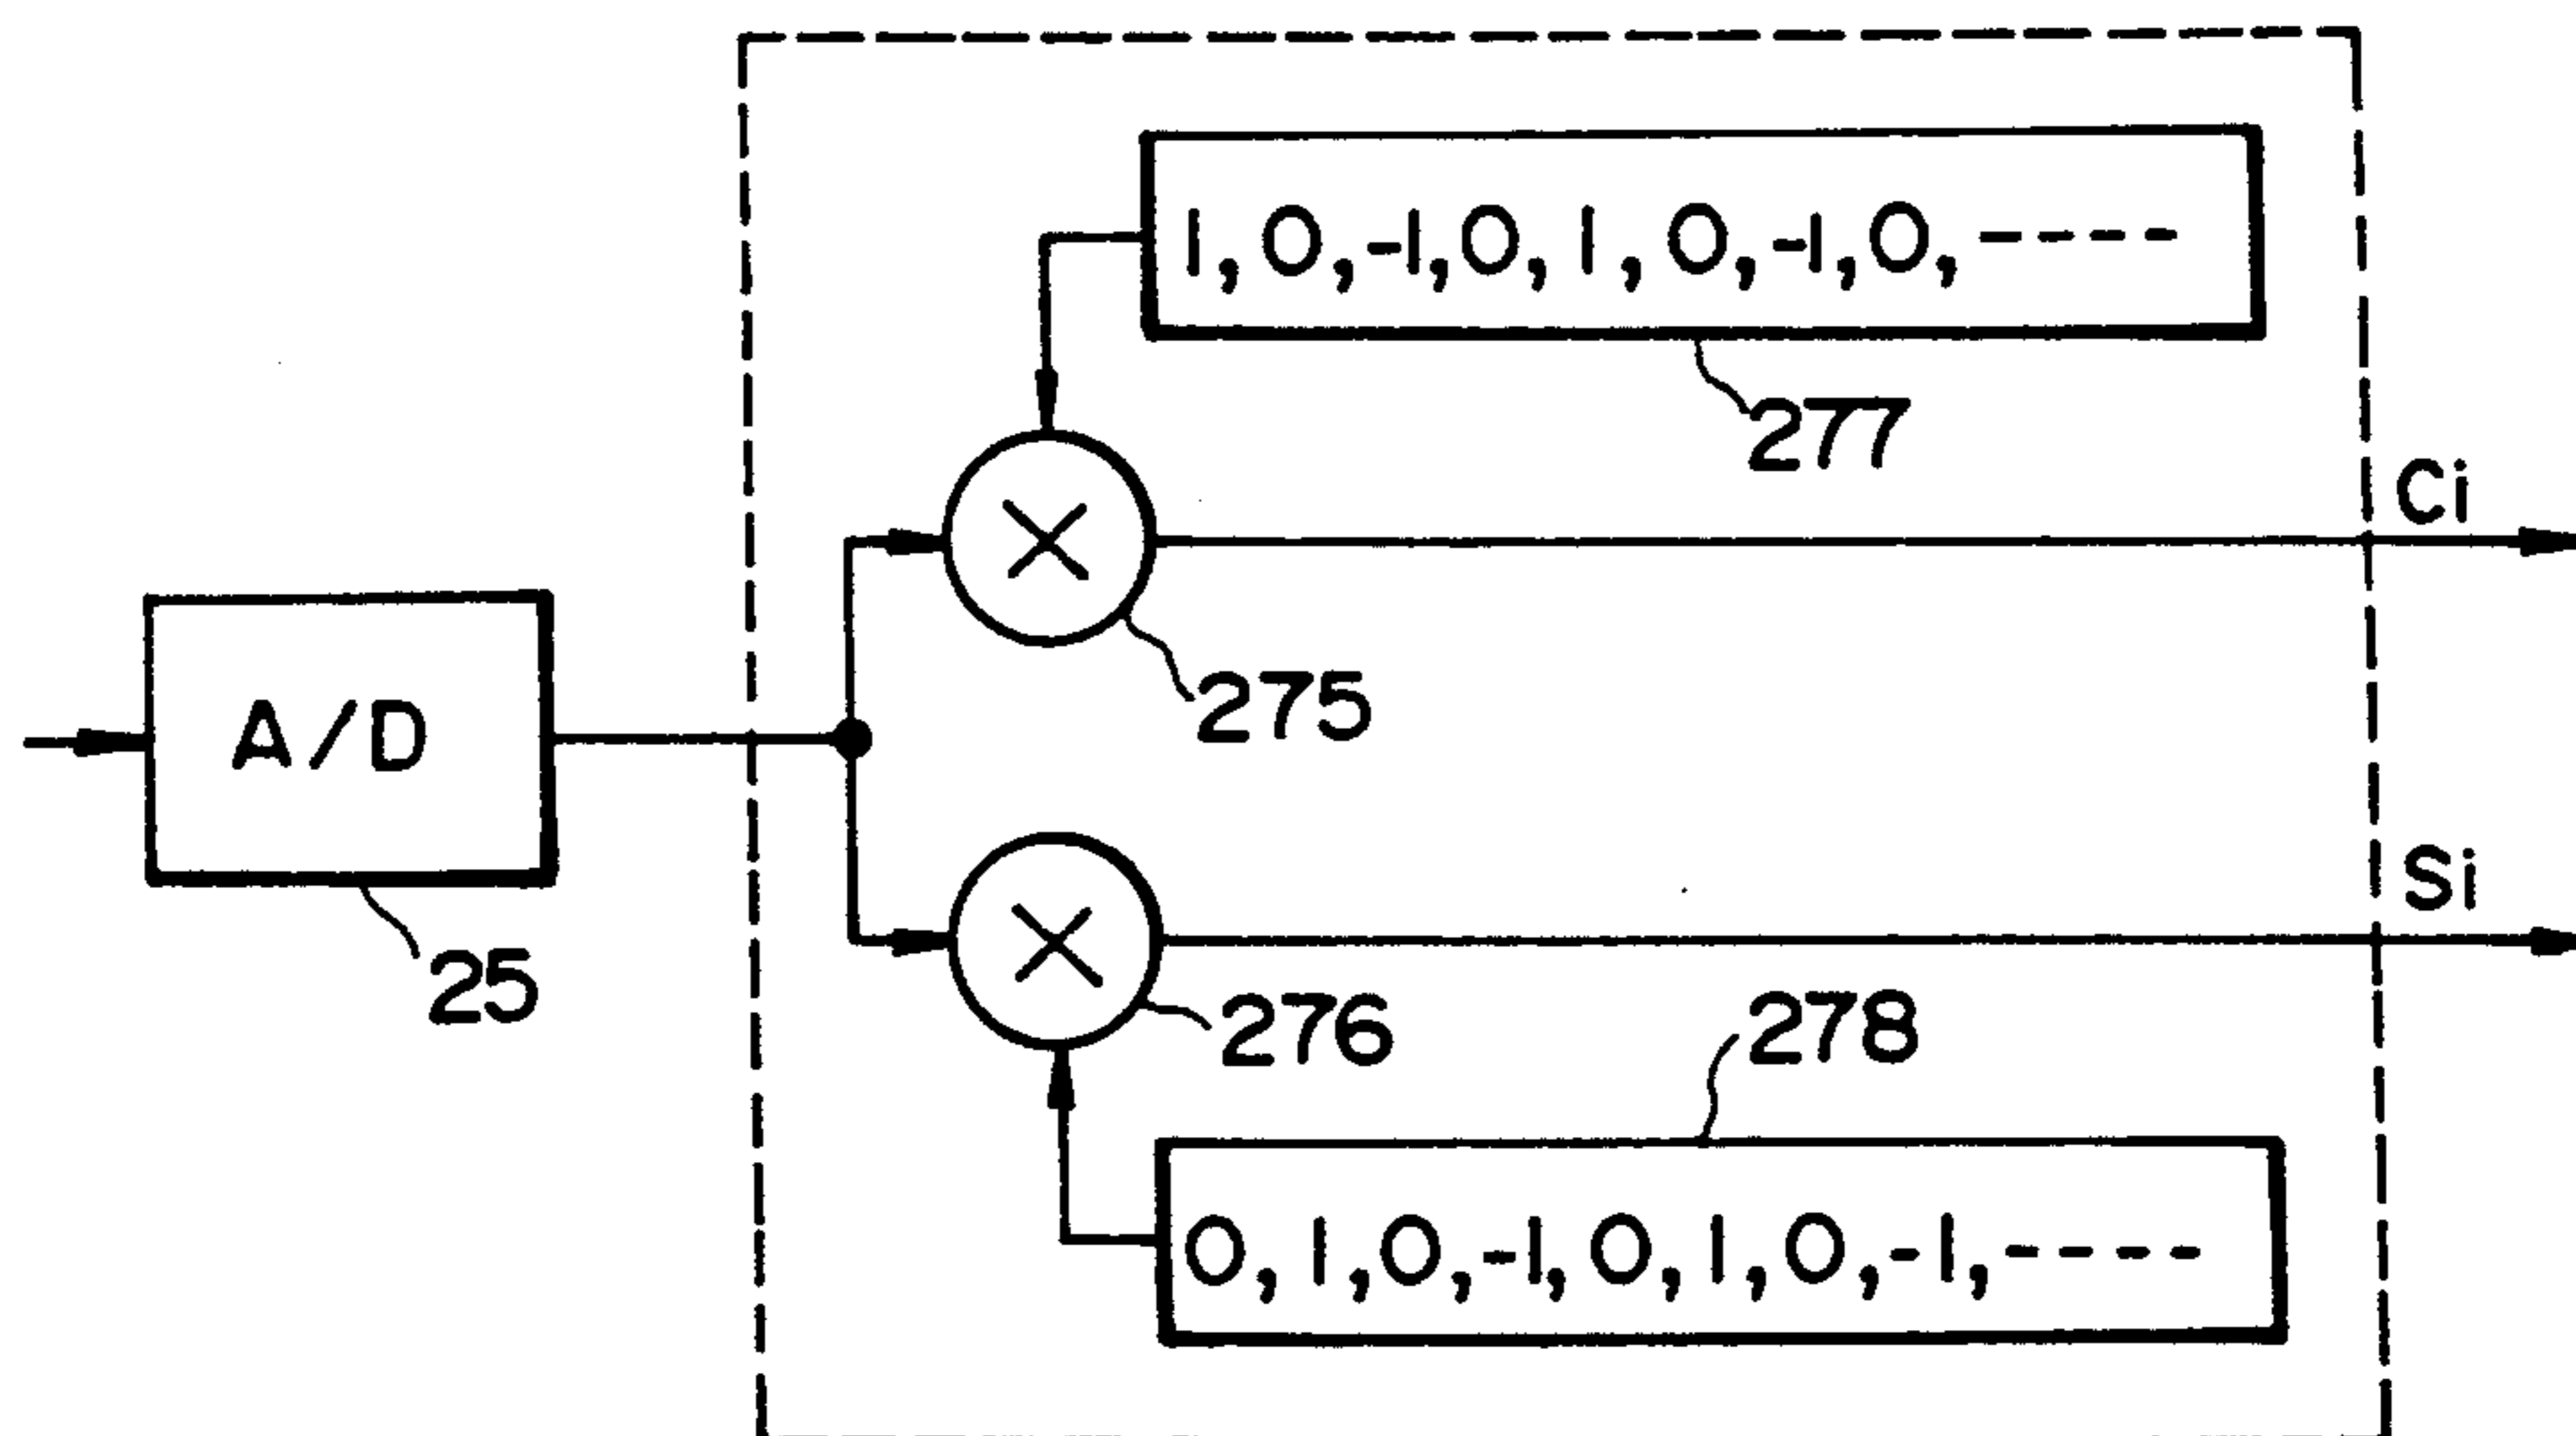 1, 0, -1, 0, 1, 0, -1, 0, ----
277
Ci
275
A/D
25
Si
276
278
0, 1, 0, -1, 0, 1, 0, -1, ----